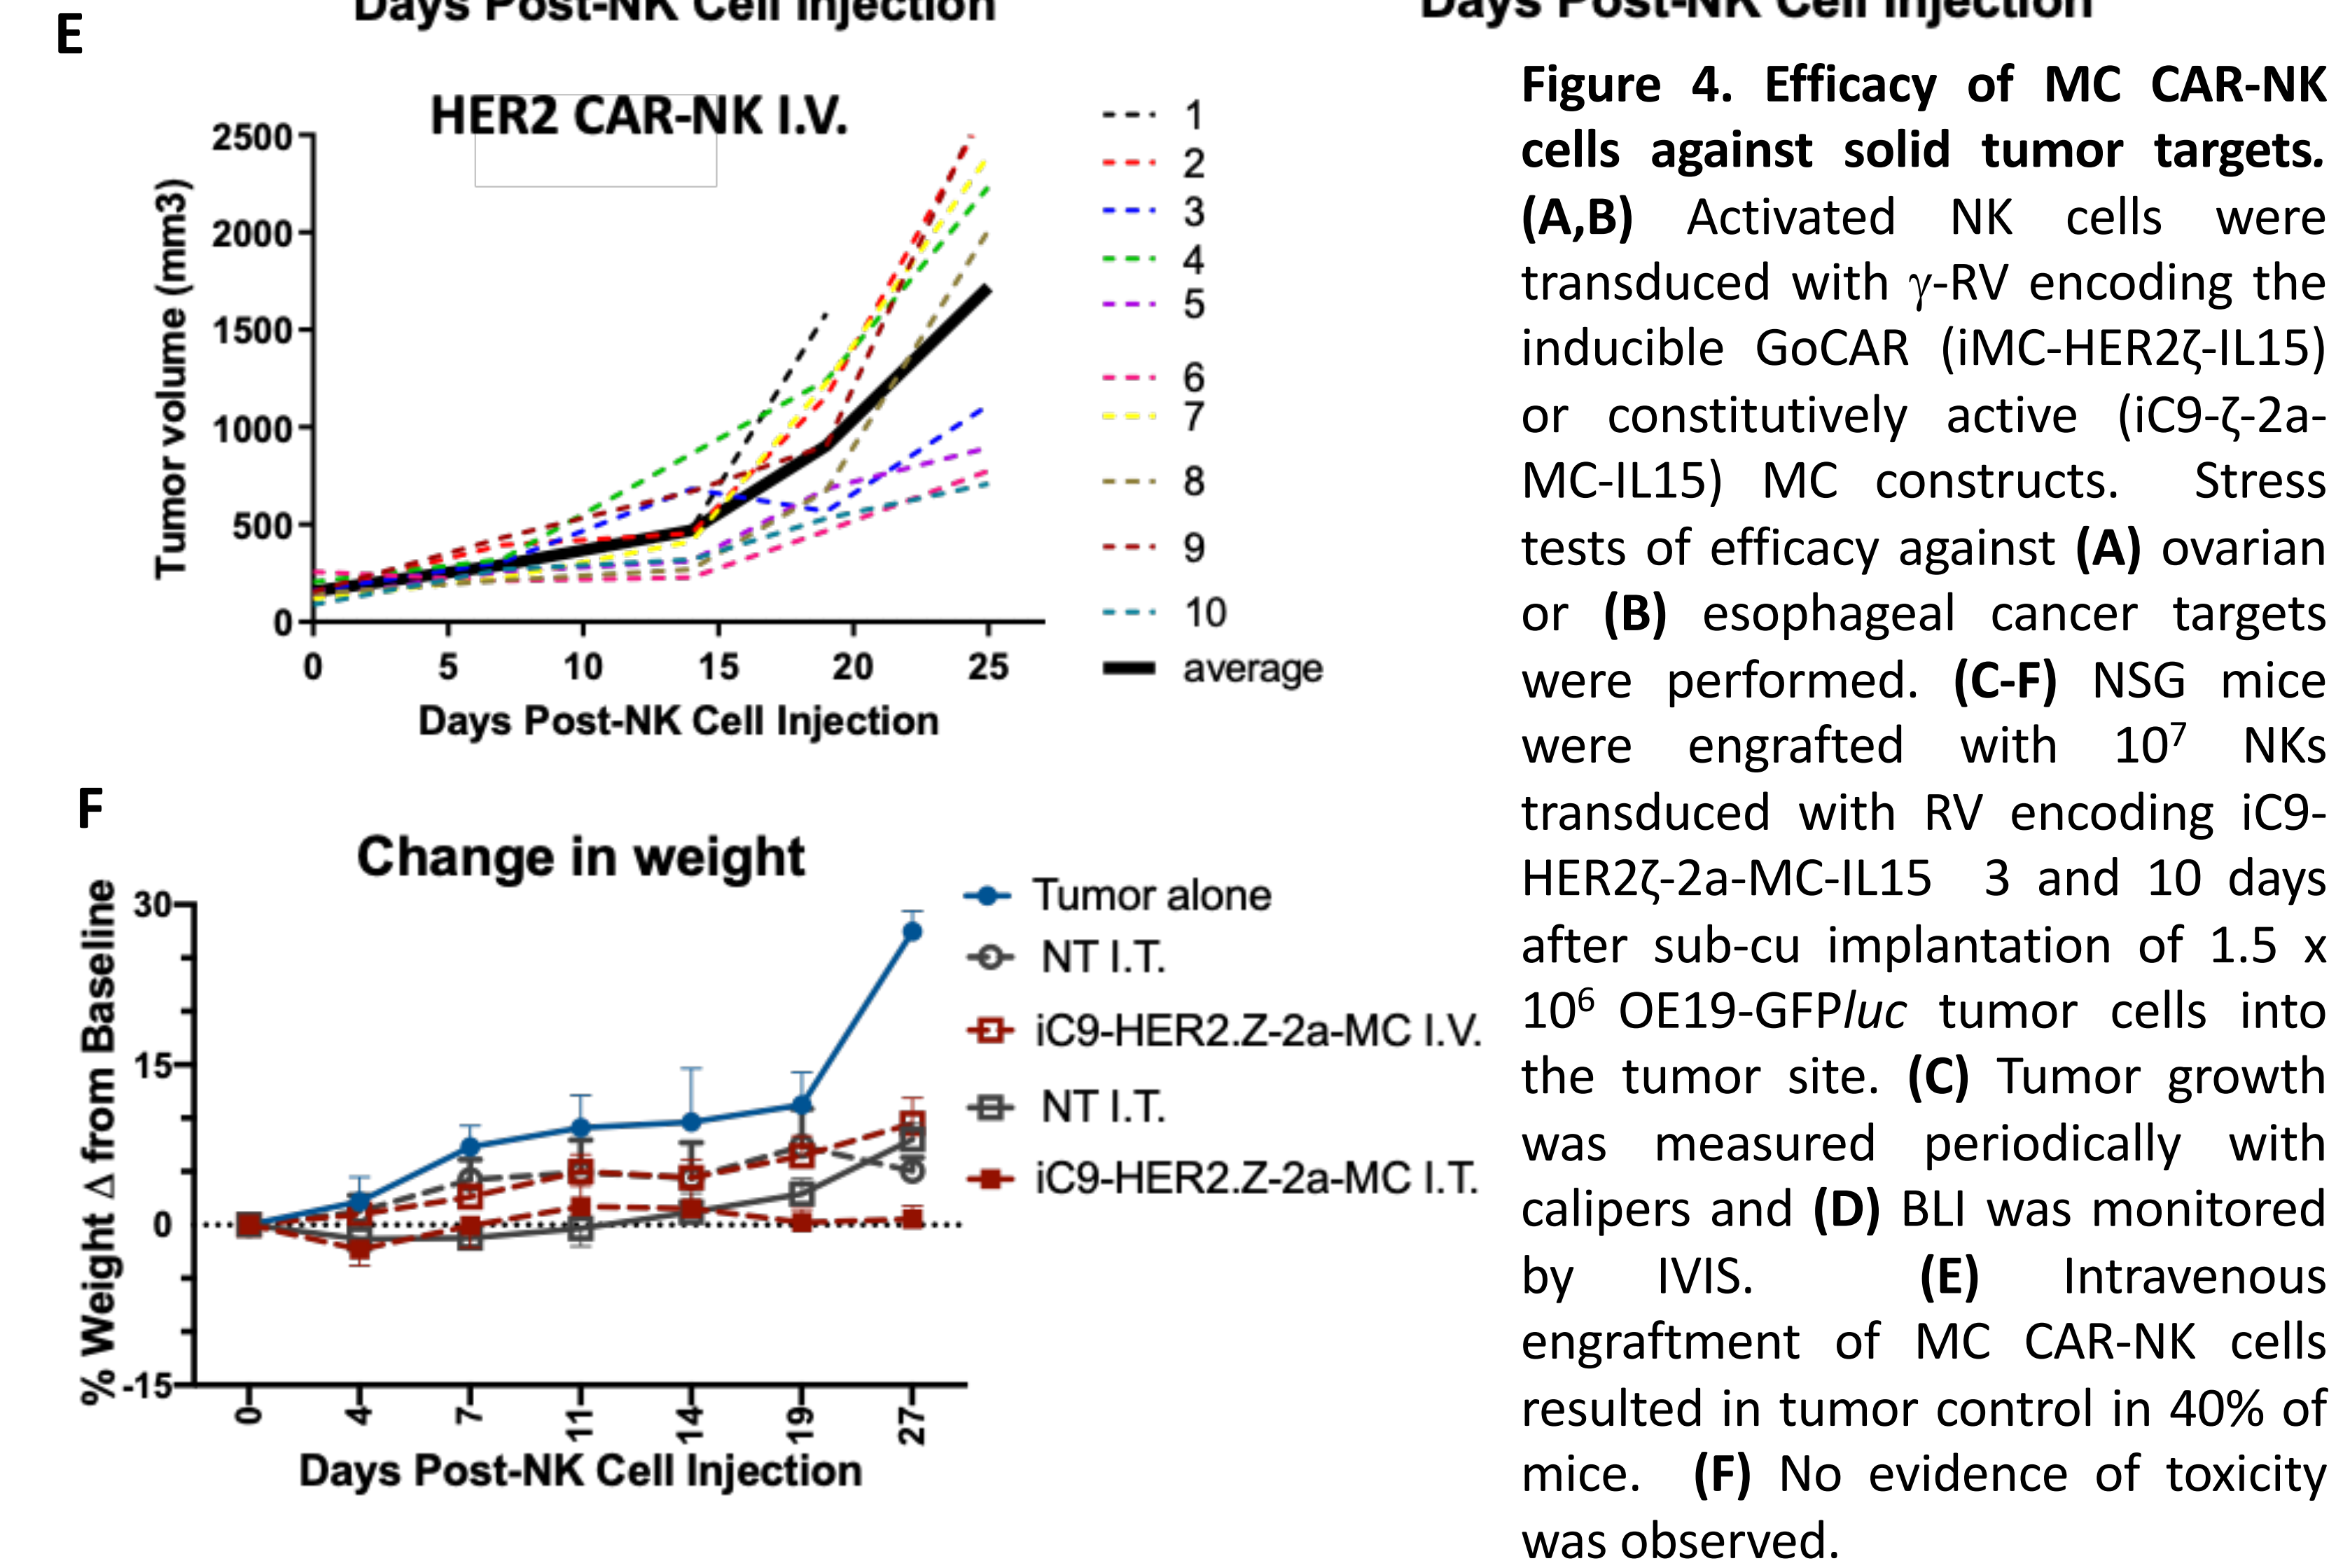 Days Post-NK Cell Injection
Days Post-NK Cell Injection
E
HER2 CAR-NK I.V.
Tumor volume (mm3)
2500
2000
1500
1000
500
0
0 5 10 15 20 25
Days Post-NK Cell Injection
1
2
3
4
5
6
7
8
9
10
average
F
Change in weight
% Weight Δ from Baseline
30
15
0
-15
0 4 7 11 14 19 27
Days Post-NK Cell Injection
Tumor alone
NT I.T.
iC9-HER2.Z-2a-MC I.V.
NT I.T.
iC9-HER2.Z-2a-MC I.T.
Figure 4. Efficacy of MC CAR-NK
cells against solid tumor targets.
(A,B) Activated NK cells were
transduced with γ-RV encoding the
inducible GoCAR (iMC-HER2ζ-IL15)
or constitutively active (iC9-ζ-2a-
MC-IL15) MC constructs. Stress
tests of efficacy against (A) ovarian
or (B) esophageal cancer targets
were performed. (C-F) NSG mice
were engrafted with 10⁷ NKs
transduced with RV encoding iC9-
HER2ζ-2a-MC-IL15 3 and 10 days
after sub-cu implantation of 1.5 x
10⁶ OE19-GFPluc tumor cells into
the tumor site. (C) Tumor growth
was measured periodically with
calipers and (D) BLI was monitored
by IVIS. (E) Intravenous
engraftment of MC CAR-NK cells
resulted in tumor control in 40% of
mice. (F) No evidence of toxicity
was observed.